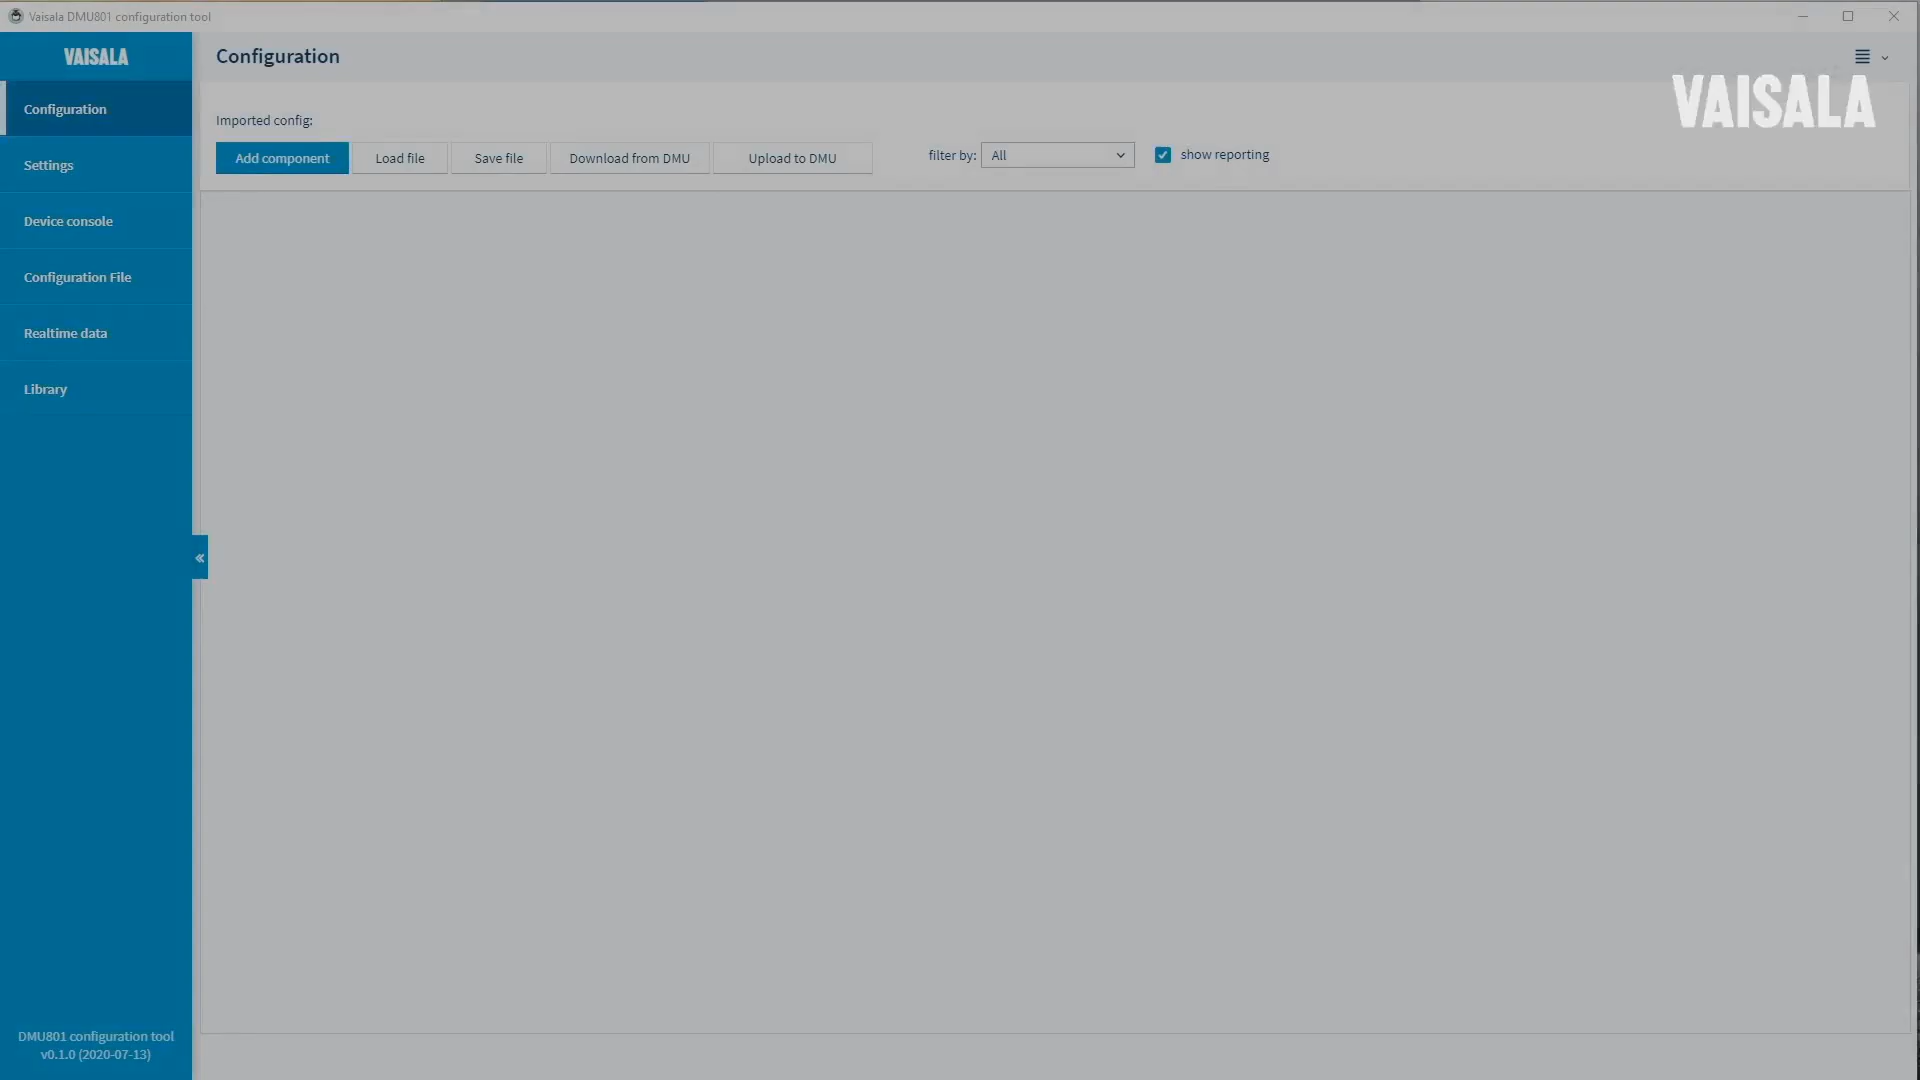 Vaisala DMU801 configuration tool
VAISALA
Configuration
VAISALA
Configuration
Settings
Device console
Configuration File
Realtime data
Library
Imported config:
Add component
Load file
Save file
Download from DMU
Upload to DMU
filter by:
All
show reporting
DMU801 configuration tool
v0.1.0 (2020-07-13)